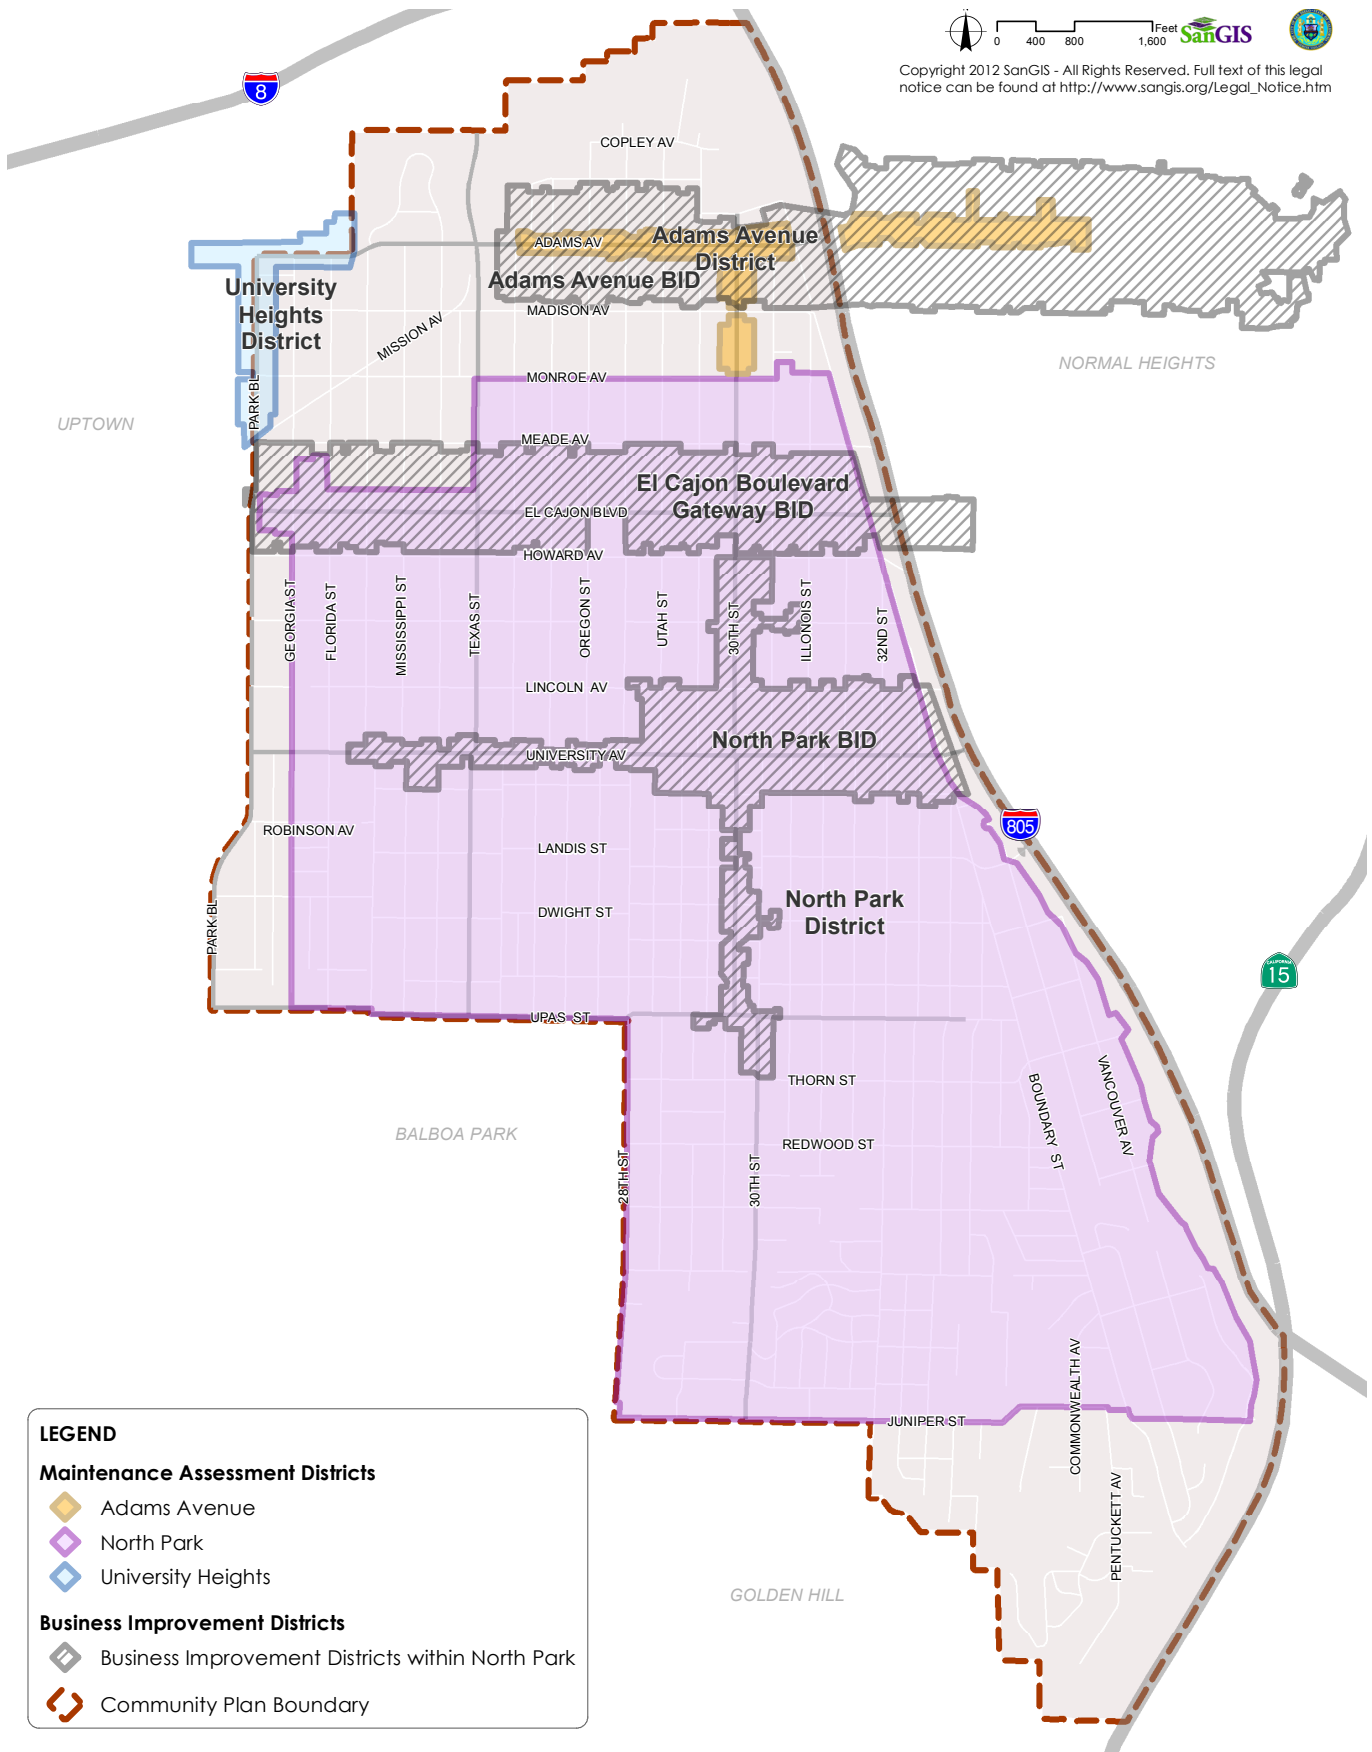 0 400 800 1,600 Feet
SanGIS
Copyright 2012 SanGIS - All Rights Reserved. Full text of this legal
notice can be found at http://www.sangis.org/Legal_Notice.htm
8
COPLEY AV
ADAMS AV
Adams Avenue
District
Adams Avenue BID
University
Heights
District
MADISON AV
MISSION AV
NORMAL HEIGHTS
MONROE AV
PARK BL
UPTOWN
MEADE AV
El Cajon Boulevard
Gateway BID
EL CAJON BLVD
HOWARD AV
GEORGIA ST
FLORIDA ST
MISSISSIPPI ST
TEXAS ST
OREGON ST
UTAH ST
30TH ST
ILLONOIS ST
32ND ST
LINCOLN AV
North Park BID
UNIVERSITY AV
805
ROBINSON AV
LANDIS ST
North Park
District
DWIGHT ST
PARK BL
CALIFORNIA
15
UPAS ST
THORN ST
BOUNDARY ST
VANCOUVER AV
BALBOA PARK
REDWOOD ST
28TH ST
30TH ST
COMMONWEALTH AV
JUNIPER ST
PENTUCKETT AV
GOLDEN HILL
LEGEND
Maintenance Assessment Districts
Adams Avenue
North Park
University Heights
Business Improvement Districts
Business Improvement Districts within North Park
Community Plan Boundary